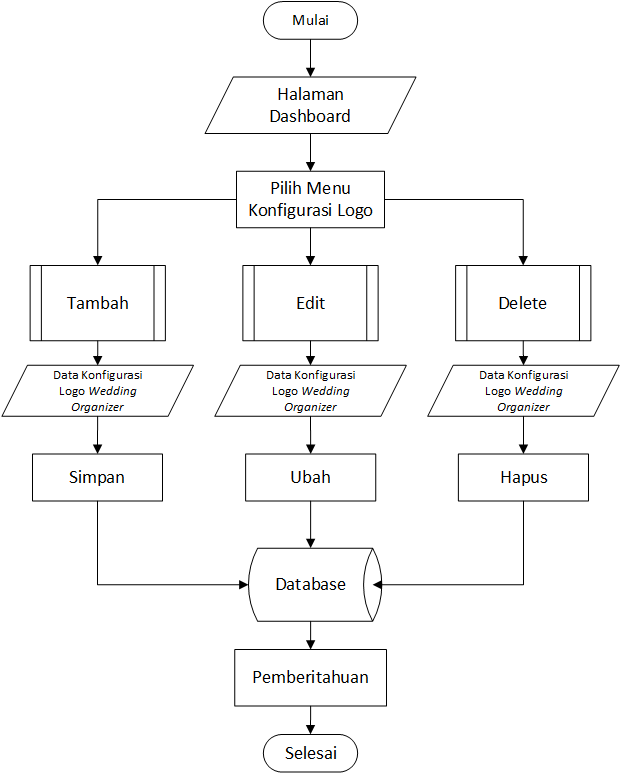 Mulai
Halaman
Dashboard
Pilih Menu
Konfigurasi Logo
Tambah
Edit
Delete
Data Konfigurasi
Logo Wedding
Organizer
Data Konfigurasi
Logo Wedding
Organizer
Data Konfigurasi
Logo Wedding
Organizer
Simpan
Ubah
Hapus
Database
Pemberitahuan
Selesai